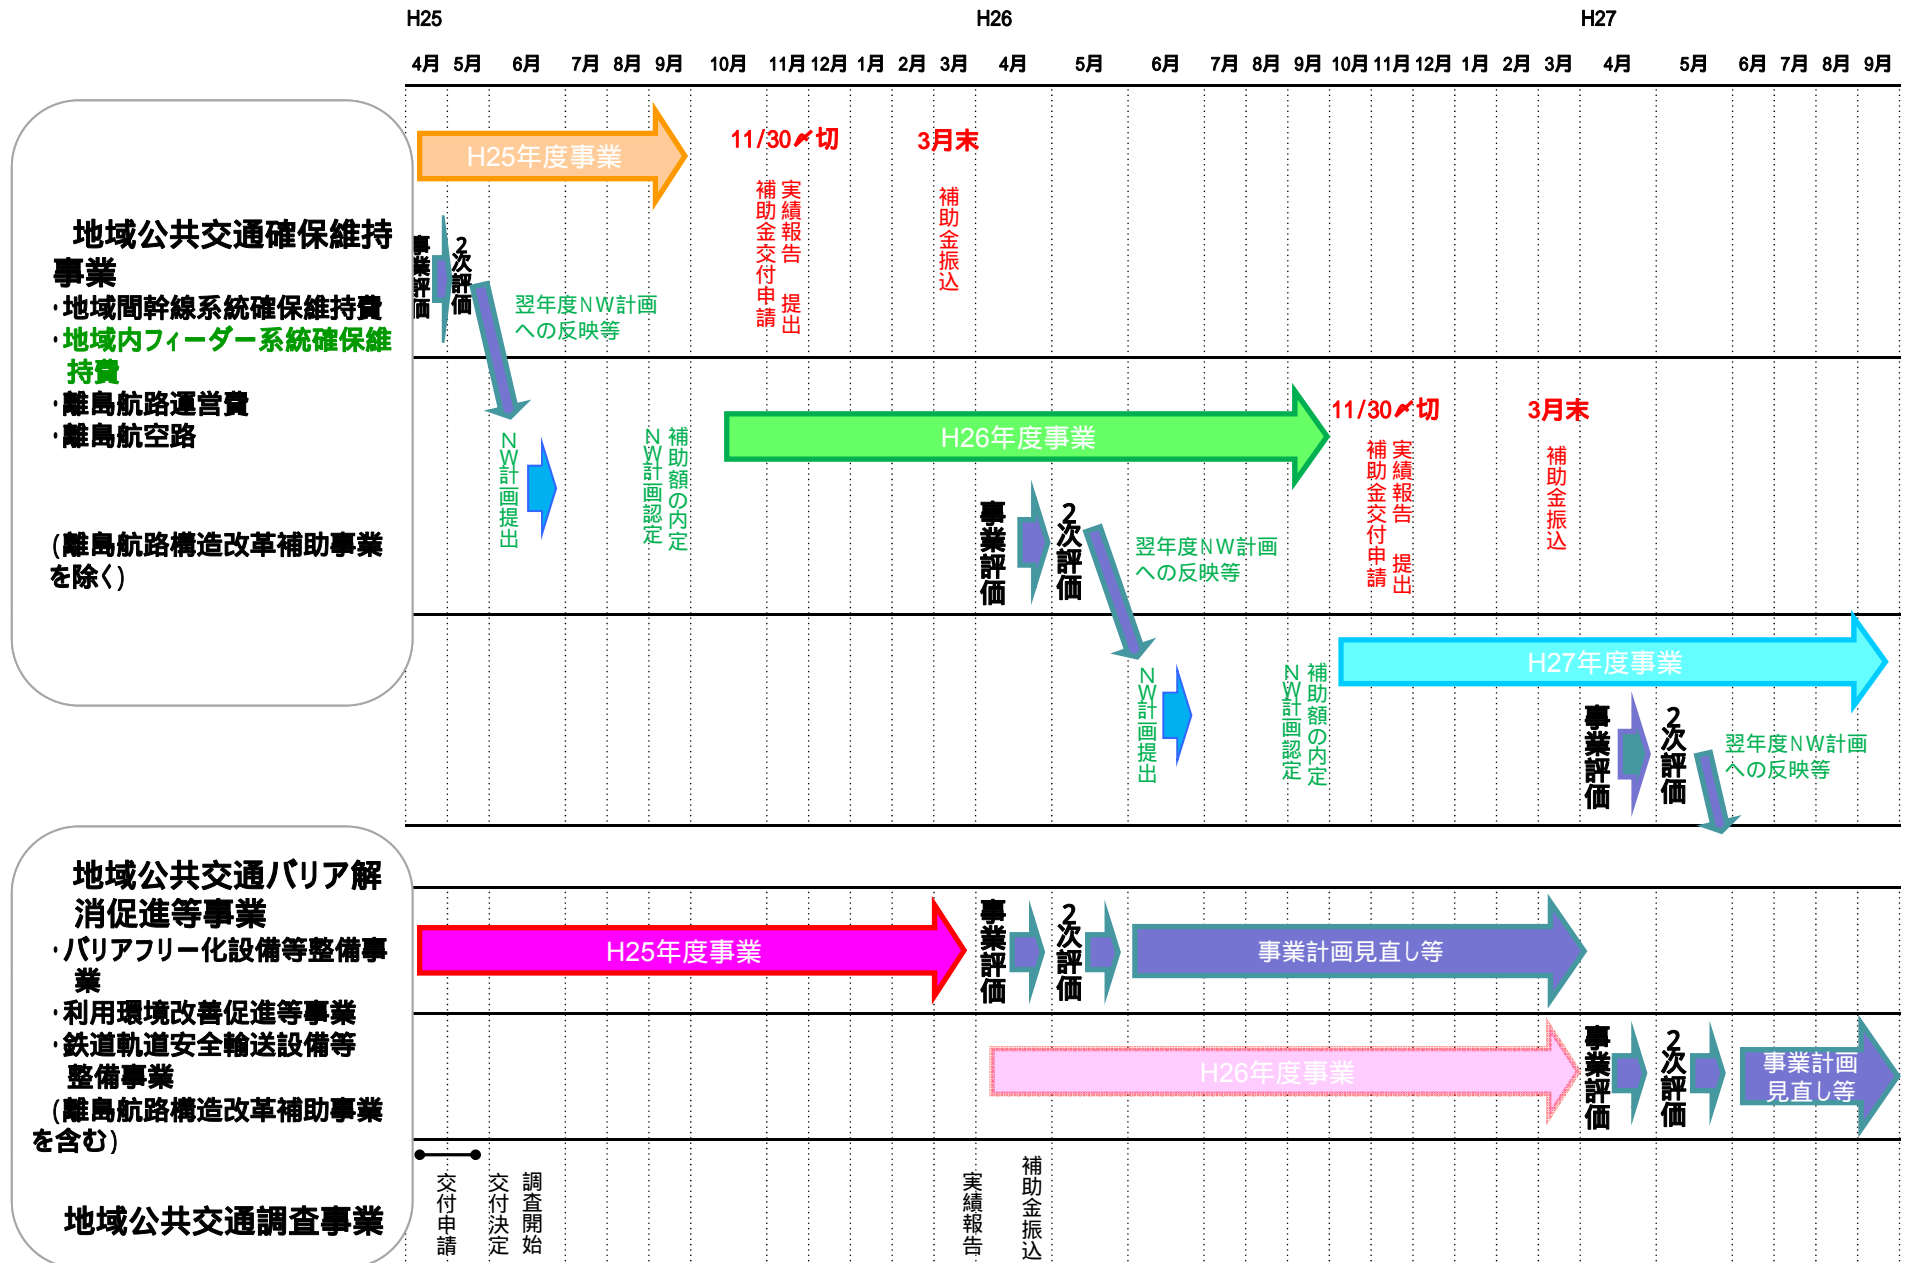 H25
H26
H27
4月 5月 6月 7月 8月 9月 10月 11月 12月 1月 2月 3月 4月 5月 6月 7月 8月 9月 10月 11月 12月 1月 2月 3月 4月 5月 6月 7月 8月 9月
地域公共交通確保維持
事業
・地域間幹線系統確保維持費
・地域内フィーダー系統確保維
持費
・離島航路運営費
・離島航空路
(離島航路構造改革補助事業
を除く)
H25年度事業
11/30〆切
3月末
補助金交付申請
実績報告 提出
補助金振込
事業評価
2次評価
翌年度NW計画
への反映等
NW計画提出
NW計画認定
補助額の内定
H26年度事業
11/30〆切
3月末
補助金交付申請
実績報告 提出
補助金振込
事業評価
2次評価
翌年度NW計画
への反映等
NW計画提出
NW計画認定
補助額の内定
H27年度事業
事業評価
2次評価
翌年度NW計画
への反映等
地域公共交通バリア解
消促進等事業
・バリアフリー化設備等整備事
業
・利用環境改善促進等事業
・鉄道軌道安全輸送設備等
整備事業
(離島航路構造改革補助事業
を含む)
H25年度事業
事業評価
2次評価
事業計画見直し等
H26年度事業
事業評価
2次評価
事業計画
見直し等
地域公共交通調査事業
交付申請
交付決定
調査開始
実績報告
補助金振込